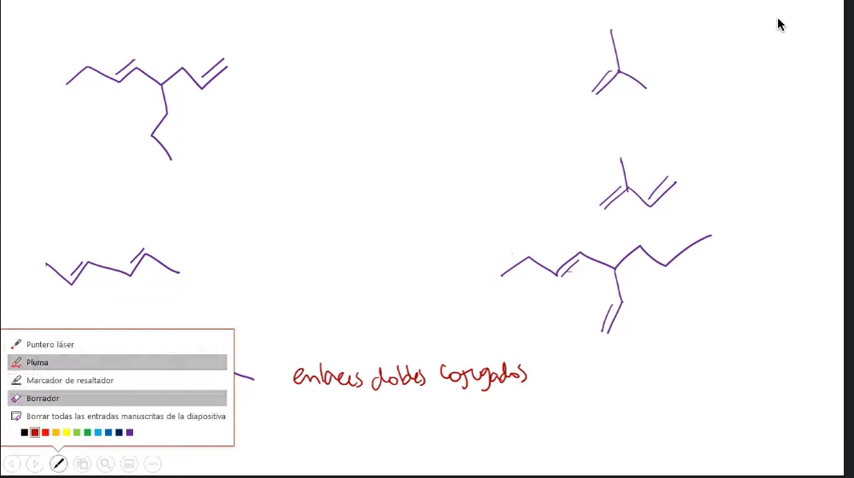 Puntero láser
Pluma
Marcador de resaltador
Borrador
Borrar todas las entradas manuscritas de la diapositiva
enlaces dobles conjugados